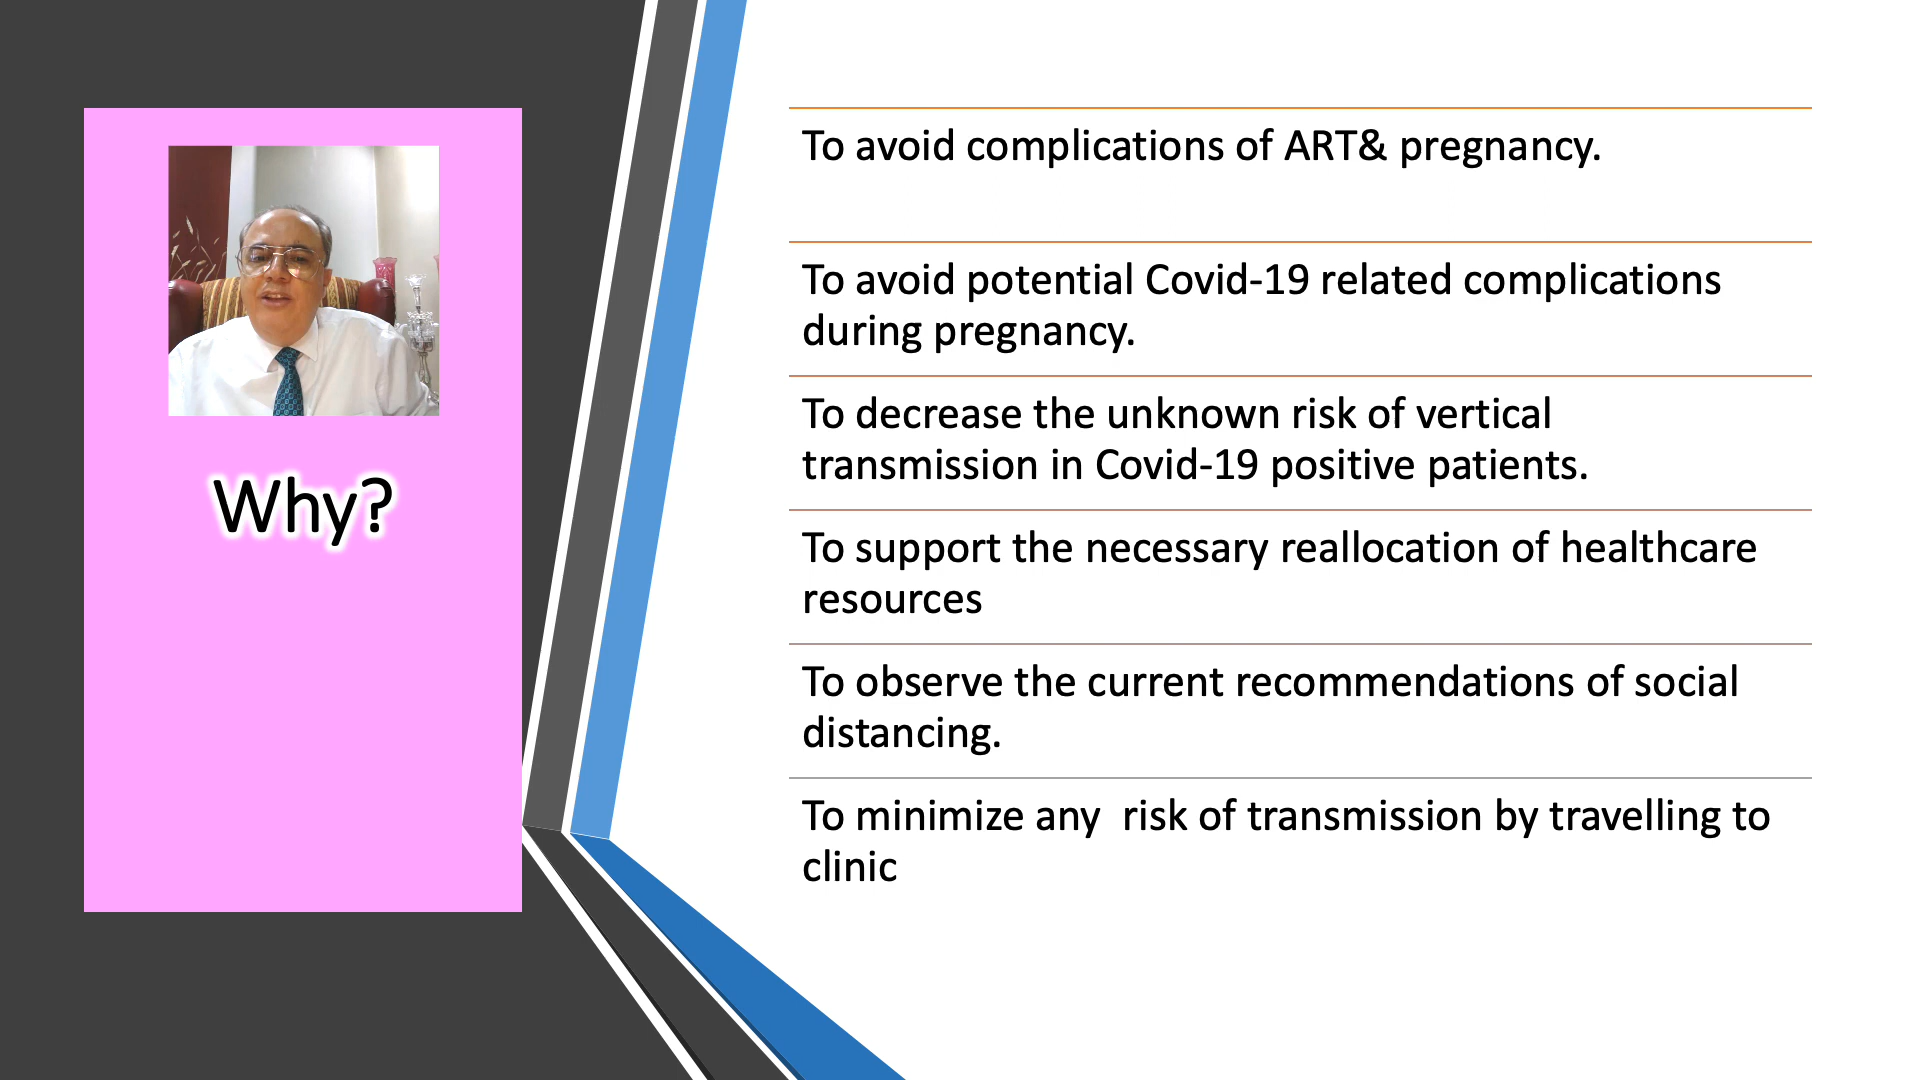 Why?
To avoid complications of ART& pregnancy.
To avoid potential Covid-19 related complications
during pregnancy.
To decrease the unknown risk of vertical
transmission in Covid-19 positive patients.
To support the necessary reallocation of healthcare
resources
To observe the current recommendations of social
distancing.
To minimize any  risk of transmission by travelling to
clinic